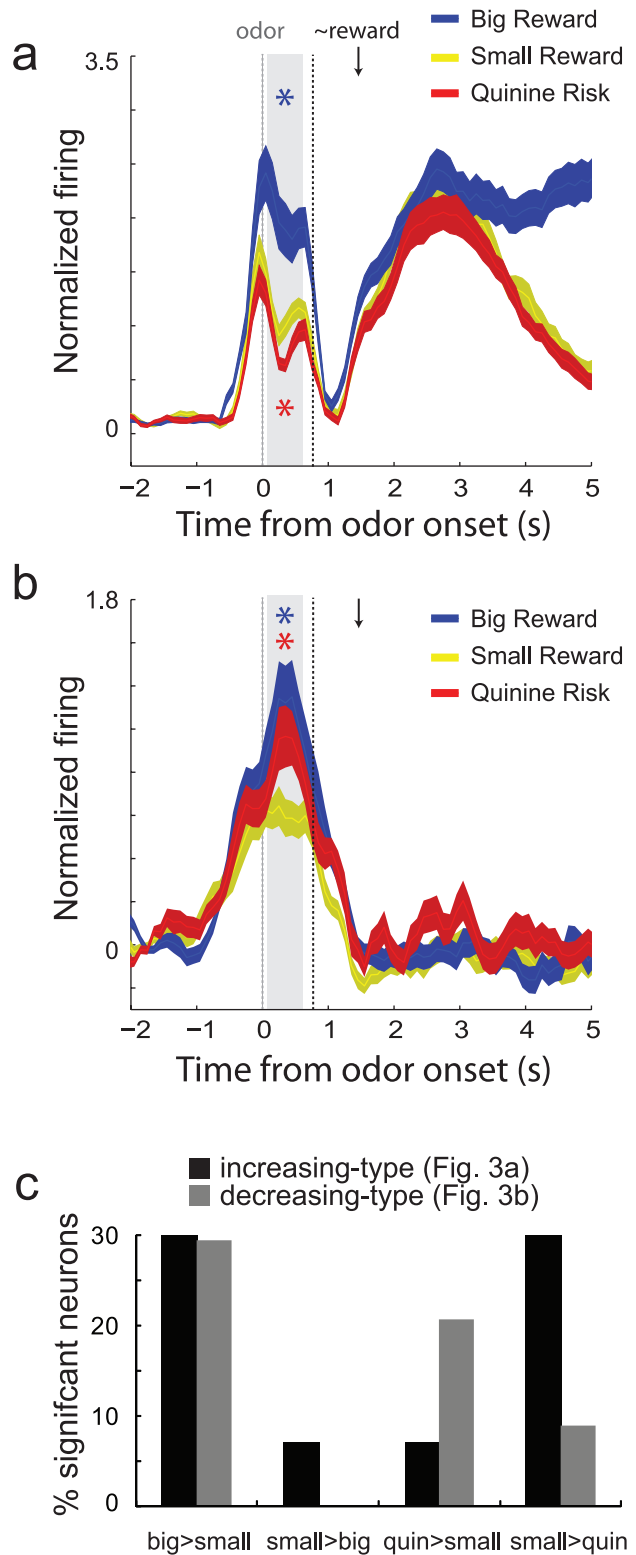 odor ~reward
a
Big Reward
Small Reward
Quinine Risk
3.5
*
Normalized firing
*
0
−2 −1 0 1 2 3 4 5
Time from odor onset (s)
b
1.8
*
*
Big Reward
Small Reward
Quinine Risk
Normalized firing
0
−2 −1 0 1 2 3 4 5
Time from odor onset (s)
c
increasing-type (Fig. 3a)
decreasing-type (Fig. 3b)
% signifcant neurons
30
20
10
0
big>small small>big quin>small small>quin